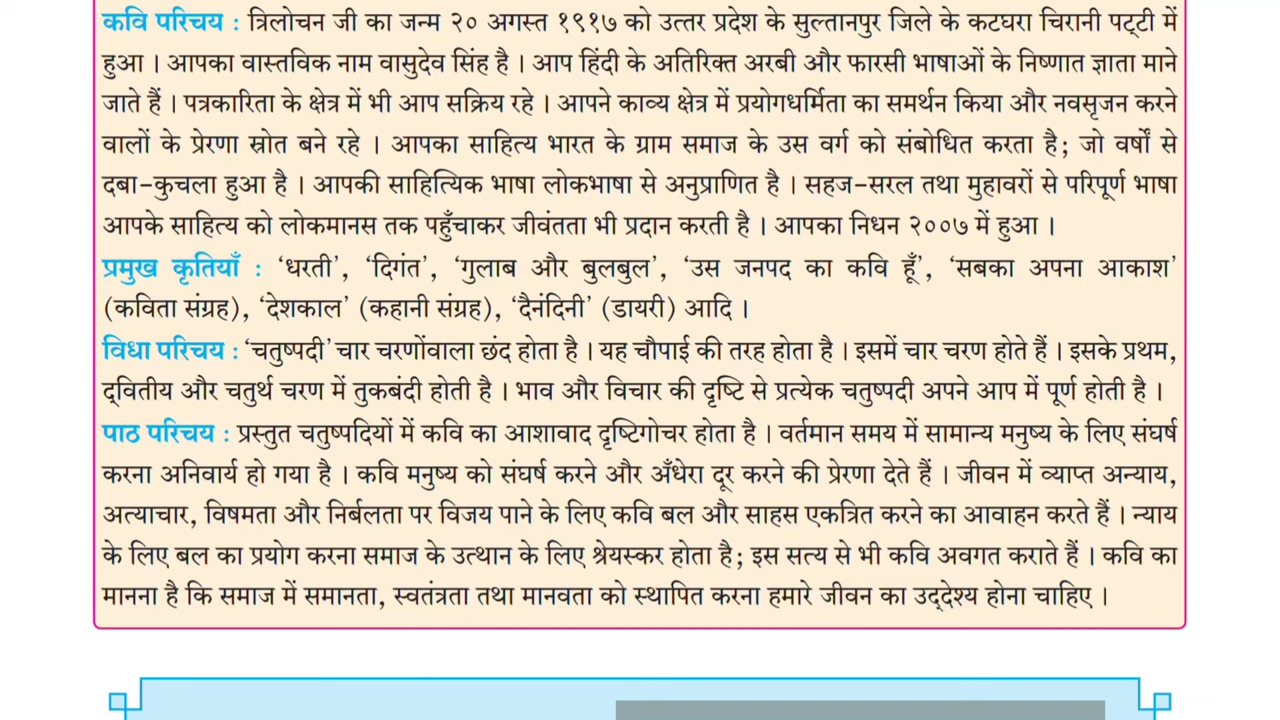 कवि परिचय : त्रिलोचन जी का जन्म २० अगस्त १९१७ को उत्तर प्रदेश के सुल्तानपुर जिले के कटघरा चिरानी पट्टी में
हुआ । आपका वास्तविक नाम वासुदेव सिंह है । आप हिंदी के अतिरिक्त अरबी और फारसी भाषाओं के निष्णात ज्ञाता माने
जाते हैं । पत्रकारिता के क्षेत्र में भी आप सक्रिय रहे । आपने काव्य क्षेत्र में प्रयोगधर्मिता का समर्थन किया और नवसृजन करने
वालों के प्रेरणा स्रोत बने रहे । आपका साहित्य भारत के ग्राम समाज के उस वर्ग को संबोधित करता है; जो वर्षों से
दबा-कुचला हुआ है । आपकी साहित्यिक भाषा लोकभाषा से अनुप्राणित है । सहज-सरल तथा मुहावरों से परिपूर्ण भाषा
आपके साहित्य को लोकमानस तक पहुँचाकर जीवंतता भी प्रदान करती है । आपका निधन २००७ में हुआ ।
प्रमुख कृतियाँ : ‘धरती’, ‘दिगंत’, ‘गुलाब और बुलबुल’, ‘उस जनपद का कवि हूँ’, ‘सबका अपना आकाश’
(कविता संग्रह), ‘देशकाल’ (कहानी संग्रह), ‘दैनंदिनी’ (डायरी) आदि ।
विधा परिचय : ‘चतुष्पदी’ चार चरणोंवाला छंद होता है । यह चौपाई की तरह होता है । इसमें चार चरण होते हैं । इसके प्रथम,
द्‌वितीय और चतुर्थ चरण में तुकबंदी होती है । भाव और विचार की दृष्टि से प्रत्येक चतुष्पदी अपने आप में पूर्ण होती है ।
पाठ परिचय : प्रस्तुत चतुष्पदियों में कवि का आशावाद दृष्टिगोचर होता है । वर्तमान समय में सामान्य मनुष्य के लिए संघर्ष
करना अनिवार्य हो गया है । कवि मनुष्य को संघर्ष करने और अँधेरा दूर करने की प्रेरणा देते हैं । जीवन में व्याप्त अन्याय,
अत्याचार, विषमता और निर्बलता पर विजय पाने के लिए कवि बल और साहस एकत्रित करने का आवाहन करते हैं । न्याय
के लिए बल का प्रयोग करना समाज के उत्थान के लिए श्रेयस्कर होता है; इस सत्य से भी कवि अवगत कराते हैं । कवि का
मानना है कि समाज में समानता, स्वतंत्रता तथा मानवता को स्थापित करना हमारे जीवन का उद्‌देश्य होना चाहिए ।